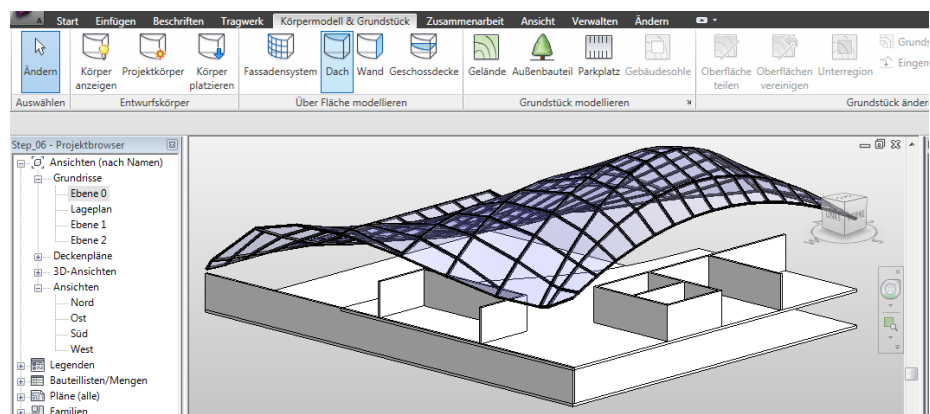 Start Einfügen Beschriften Tragwerk Körpermodell & Grundstück Zusammenarbeit Ansicht Verwalten Ändern
Ändern Körper anzeigen Projektkörper Körper platzieren Fassadensystem Dach Wand Geschossdecke Gelände Außenbauteil Parkplatz Gebäudesohle Oberfläche teilen Oberflächen vereinigen Unterregion Grunds
Eingem
Auswählen Entwurfskörper Über Fläche modellieren Grundstück modellieren Grundstück änder
Step_06 - Projektbrowser
Ansichten (nach Namen)
Grundrisse
Ebene 0
Lageplan
Ebene 1
Ebene 2
Deckenpläne
3D-Ansichten
Ansichten
Nord
Ost
Süd
West
Legenden
Bauteillisten/Mengen
Pläne (alle)
Familien